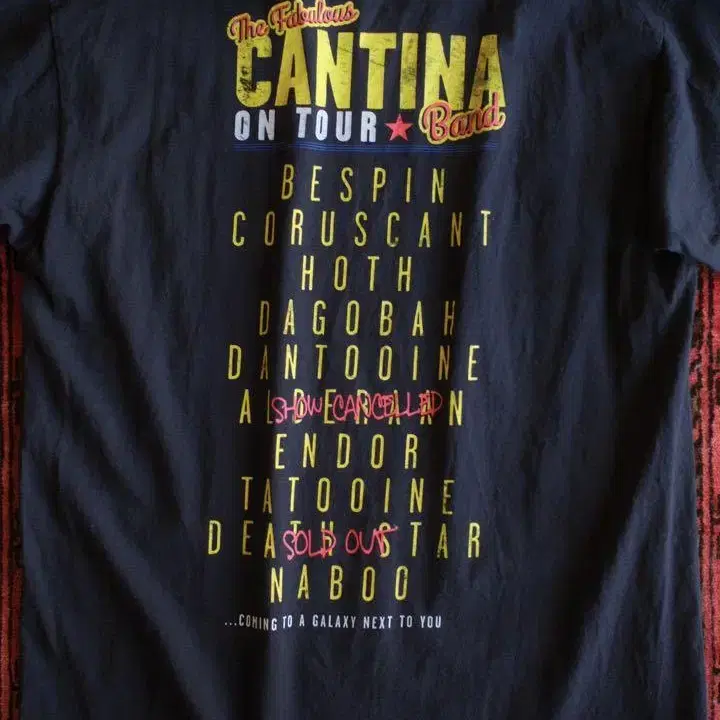 The Fabulous
CANTINA
ON TOUR ★ Band
BESPIN
CORUSCANT
HOTH
DAGOBAH
DANTOOINE
ALDERAAN
SHOW CANCELLED
ENDOR
TATOOINE
DEATH STAR
SOLD OUT
NABOO
...COMING TO A GALAXY NEXT TO YOU